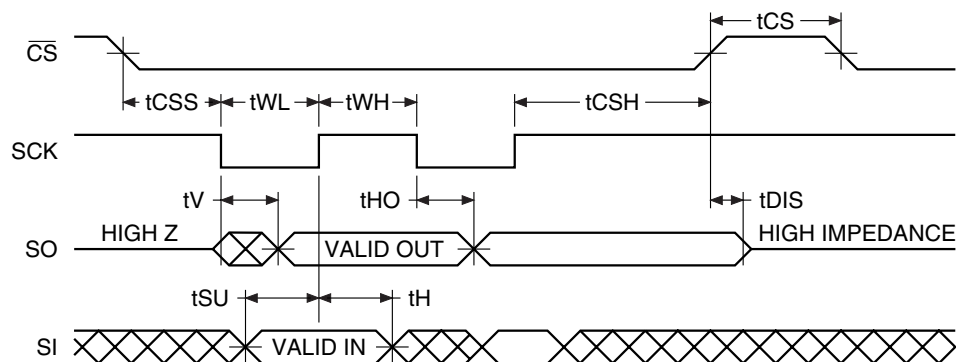 tCS
C̅S̅
tCSS tWL tWH tCSH
SCK
tV tHO tDIS
HIGH Z VALID OUT HIGH IMPEDANCE
SO
tSU tH
SI VALID IN